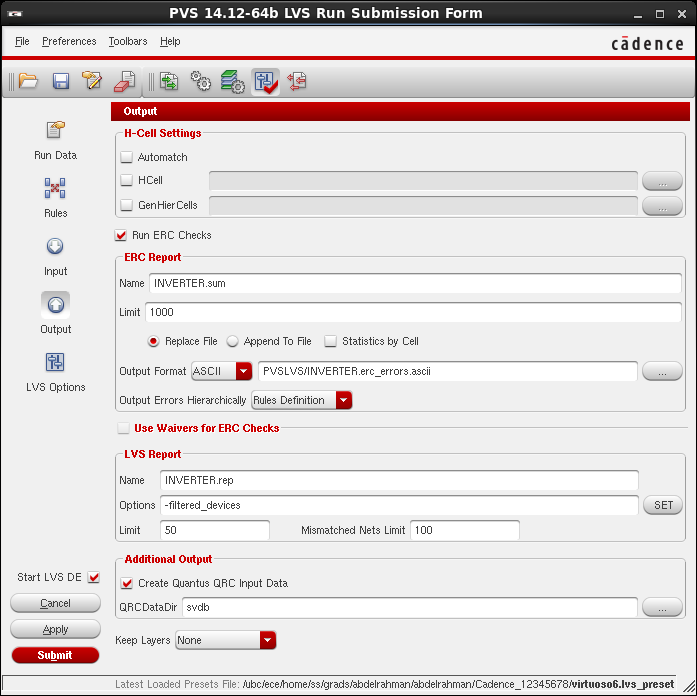 PVS 14.12-64b LVS Run Submission Form
File Preferences Toolbars Help
cādence
Output
Run Data
Rules
Input
Output
LVS Options
H-Cell Settings
Automatch
HCell ...
GenHierCells ...
Run ERC Checks
ERC Report
Name INVERTER.sum
Limit 1000
Replace File Append To File Statistics by Cell
Output Format ASCII PVSLVS/INVERTER.erc_errors.ascii ...
Output Errors Hierarchically Rules Definition
Use Waivers for ERC Checks
LVS Report
Name INVERTER.rep
Options -filtered_devices SET
Limit 50 Mismatched Nets Limit 100
Additional Output
Create Quantus QRC Input Data
QRCDataDir svdb ...
Keep Layers None
Start LVS DE
Cancel
Apply
Submit
Latest Loaded Presets File: /ubc/ece/home/ss/grads/abdelrahman/abdelrahman/Cadence_12345678/virtuoso6.lvs_preset